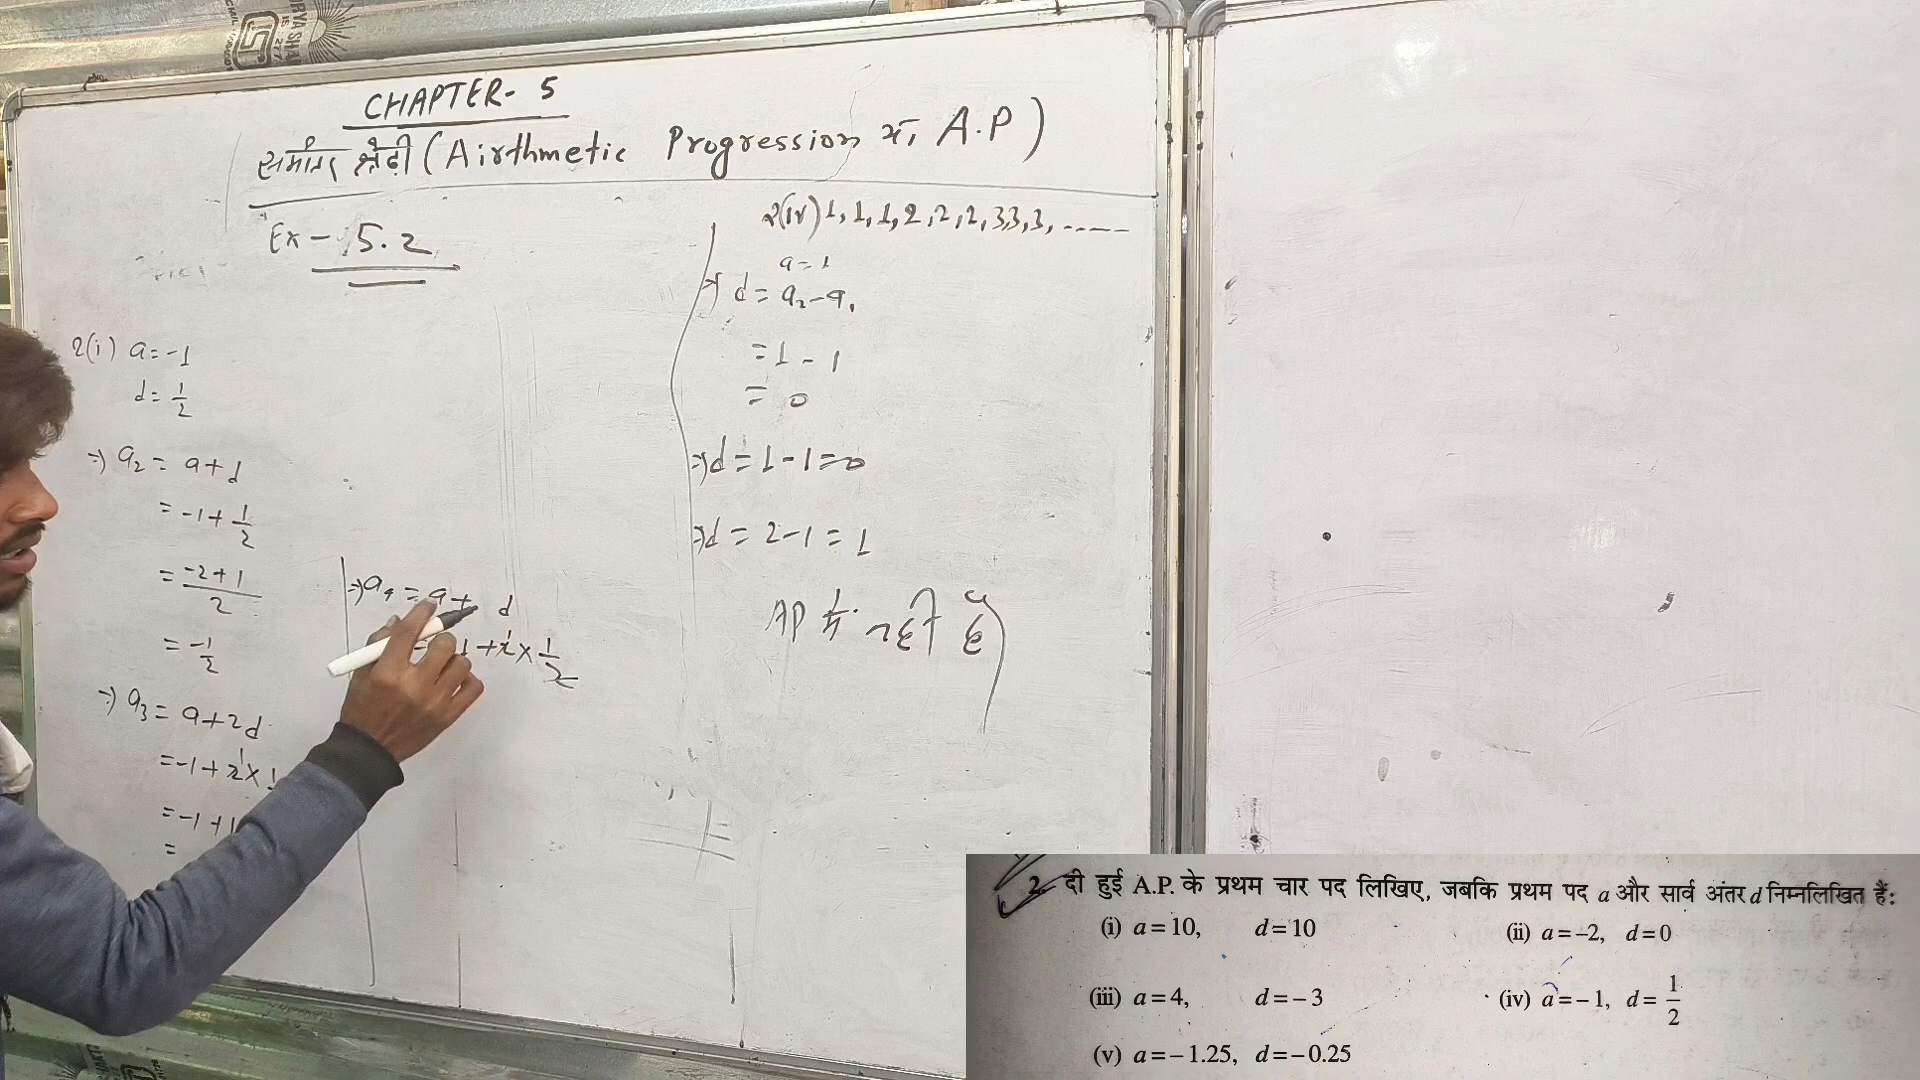 CHAPTER- 5
समांतर श्रेढ़ी (Airthmetic Progression या A.P)
Ex - 5.2
2(i) a=-1
d= 1/2
⇒ a₂ = a+d
= -1+ 1/2
= -2+1/2
= -1/2
⇒ a₃ = a+2d
= -1+ 2¹×
= -1+1
=
⇒ a₄ = a+ d
1 + 2¹ × 1/2
2(iv) 1, 1, 1, 2, 2, 2, 3,3,3, -----
a=1
⇒ d= a₂-a₁
= 1 - 1
= 0
⇒ d = 1 - 1 = 0
⇒ d = 2-1 = 1
AP में नहीं है
2. दी हुई A.P. के प्रथम चार पद लिखिए, जबकि प्रथम पद a और सार्व अंतर d निम्नलिखित हैं:
(i) a = 10, d = 10 (ii) a = –2, d = 0
(iii) a = 4, d = – 3 (iv) a = – 1, d = 1/2
(v) a = – 1.25, d = – 0.25